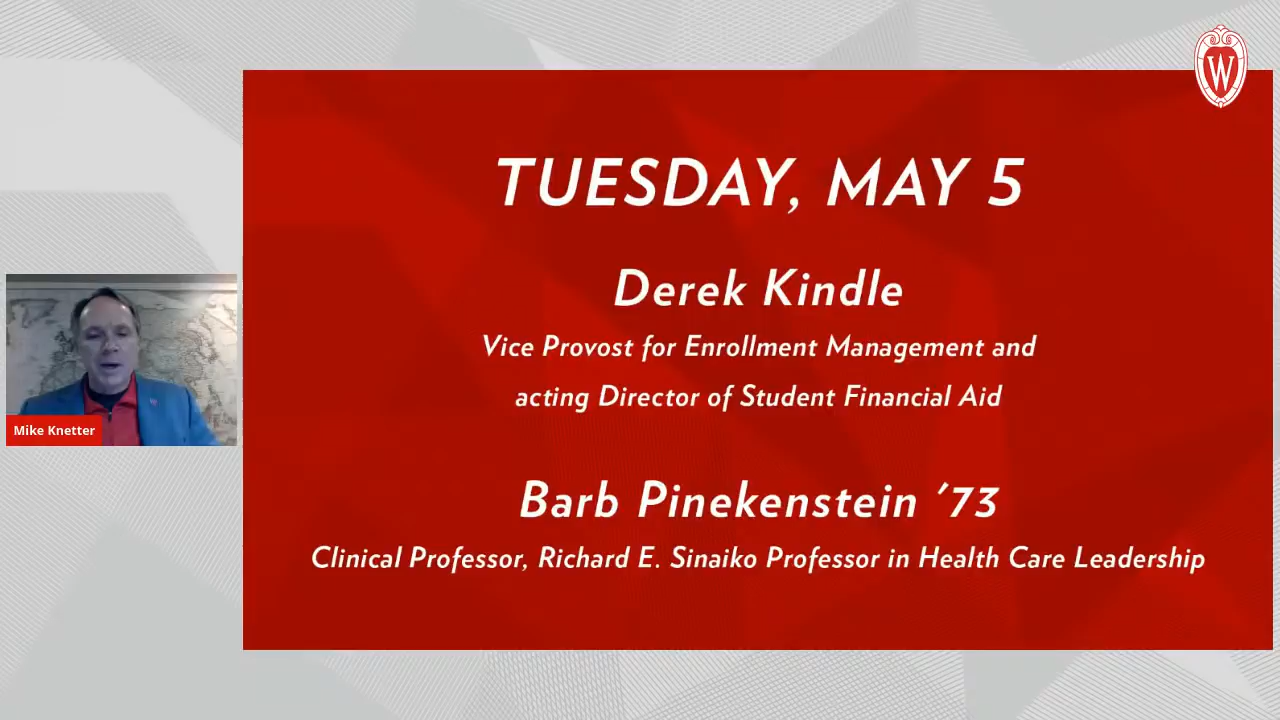 W
TUESDAY, MAY 5
Derek Kindle
Vice Provost for Enrollment Management and
acting Director of Student Financial Aid
Mike Knetter
Barb Pinekenstein ’73
Clinical Professor, Richard E. Sinaiko Professor in Health Care Leadership